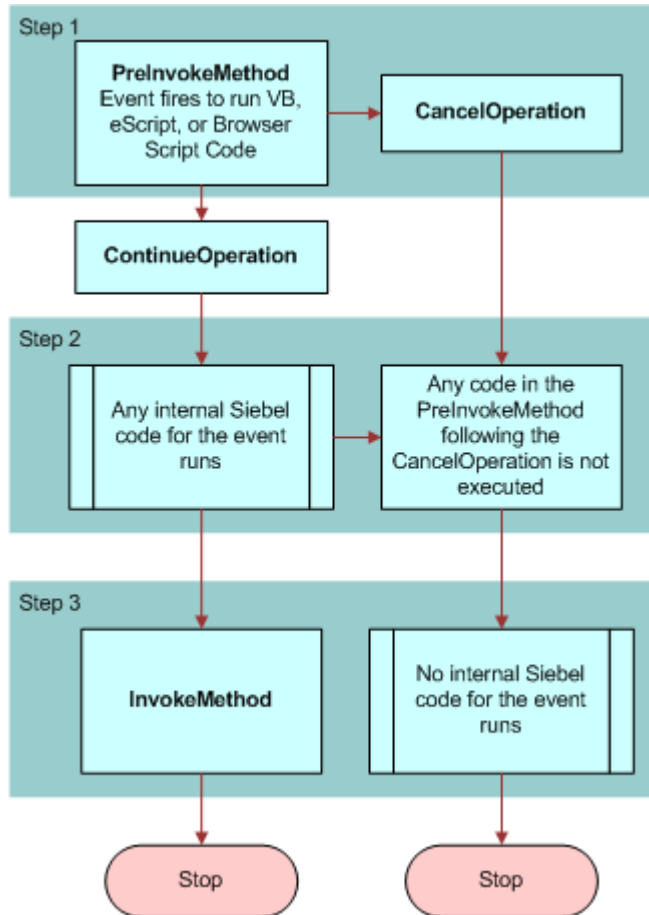 Step 1
PreInvokeMethod
Event fires to run VB,
eScript, or Browser
Script Code
CancelOperation
ContinueOperation
Step 2
Any internal Siebel
code for the event
runs
Any code in the
PreInvokeMethod
following the
CancelOperation is not
executed
Step 3
InvokeMethod
No internal Siebel
code for the event
runs
Stop
Stop